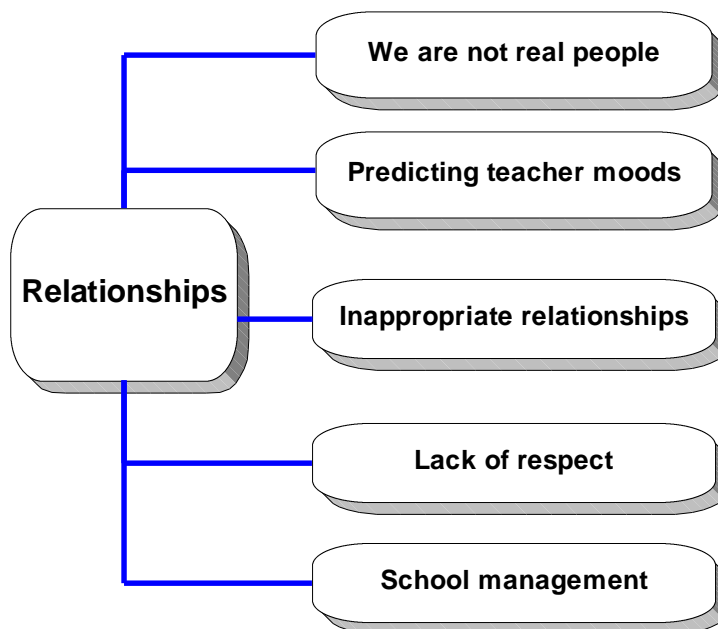 We are not real people
Predicting teacher moods
Relationships
Inappropriate relationships
Lack of respect
School management